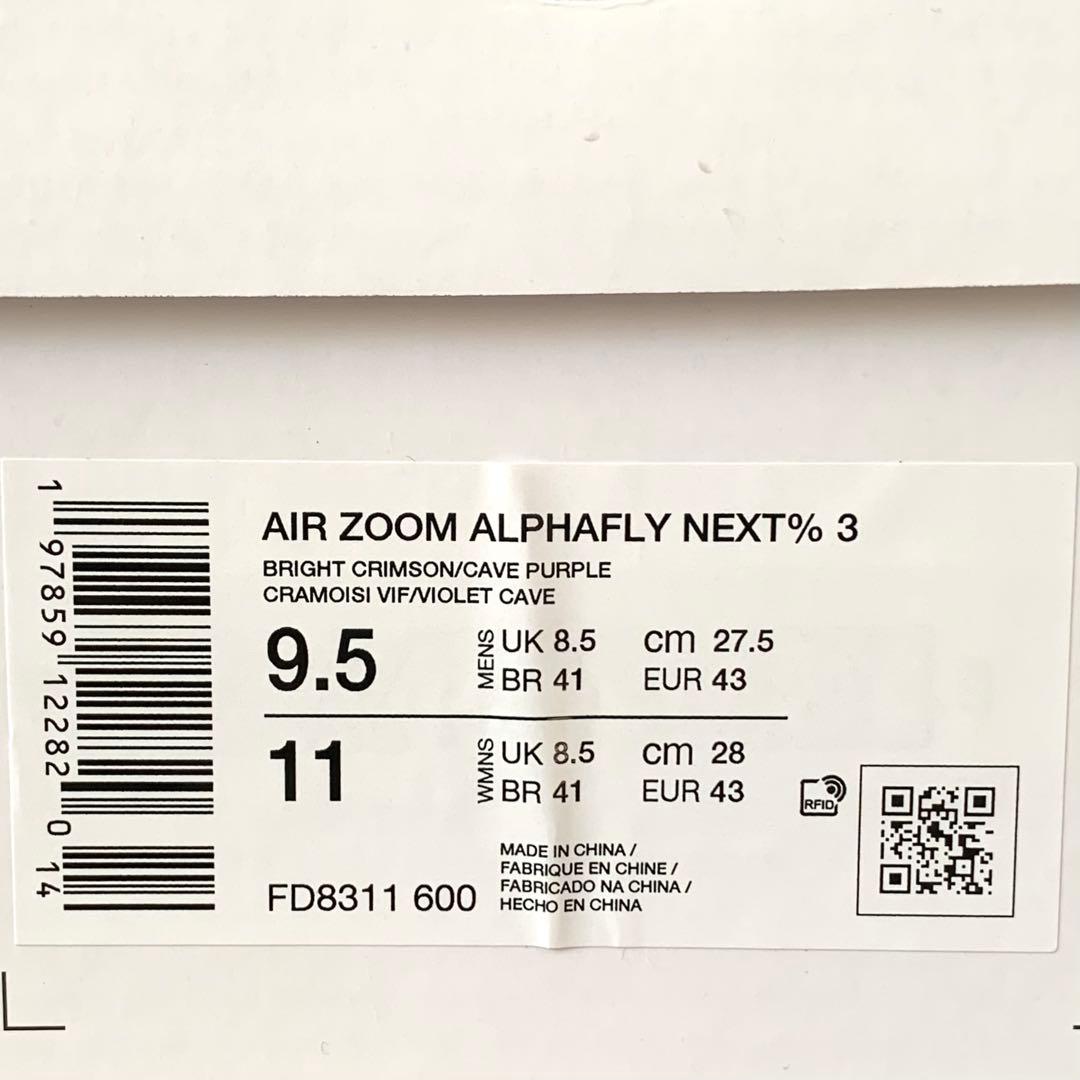 AIR ZOOM ALPHAFLY NEXT% 3
BRIGHT CRIMSON/CAVE PURPLE
CRAMOISI VIF/VIOLET CAVE
9.5
MENS
UK 8.5 cm 27.5
BR 41 EUR 43
11
WMNS
UK 8.5 cm 28
BR 41 EUR 43
RFID
FD8311 600
MADE IN CHINA /
FABRIQUE EN CHINE /
FABRICADO NA CHINA /
HECHO EN CHINA
1 97859 12282 0 14